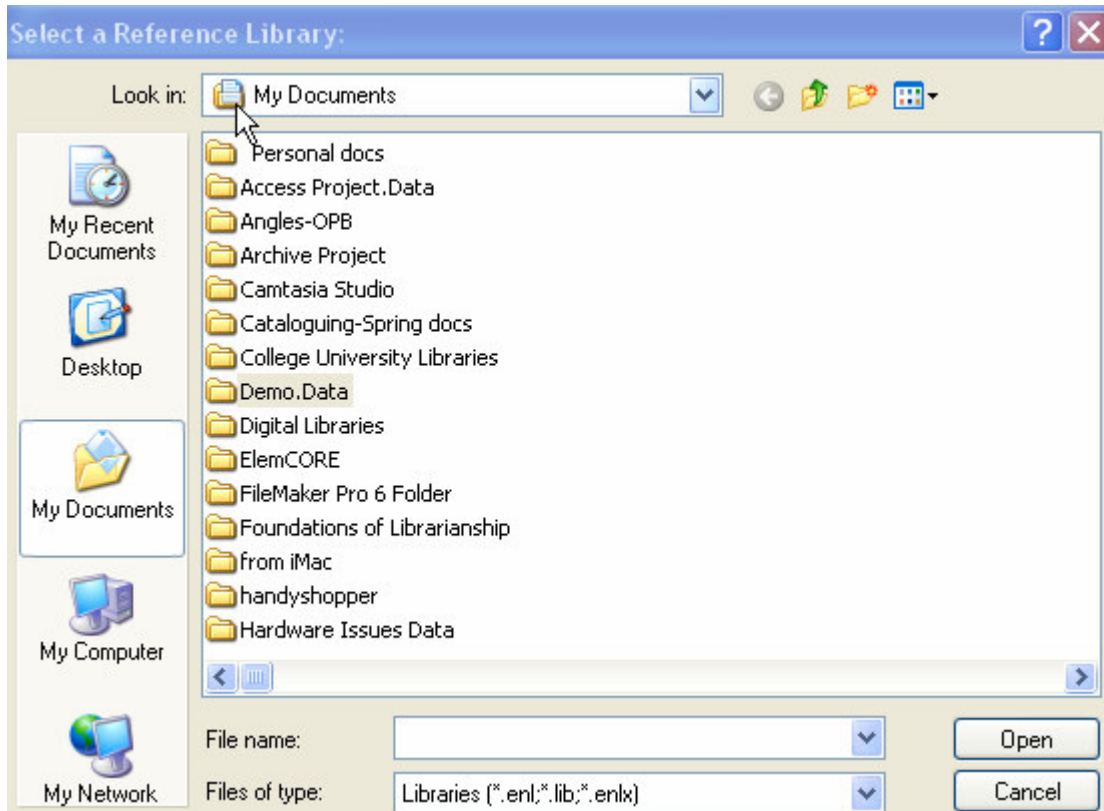 Select a Reference Library:
Look in: My Documents
My Recent Documents
Desktop
My Documents
My Computer
My Network
Personal docs
Access Project.Data
Angles-OPB
Archive Project
Camtasia Studio
Cataloguing-Spring docs
College University Libraries
Demo.Data
Digital Libraries
ElemCORE
FileMaker Pro 6 Folder
Foundations of Librarianship
from iMac
handyshopper
Hardware Issues Data
File name:
Open
Files of type: Libraries (*.enl;*.lib;*.enlx)
Cancel